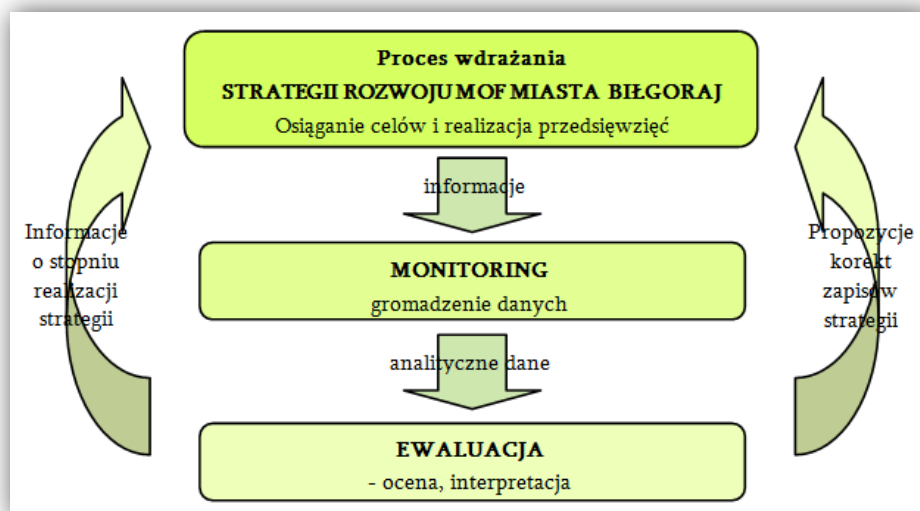 Proces wdrażania
STRATEGII ROZWOJU MOF MIASTA BIŁGORAJ
Osiąganie celów i realizacja przedsięwzięć
informacje
Informacje
o stopniu
realizacji
strategii
Propozycje
korekt
zapisów
strategii
MONITORING
gromadzenie danych
analityczne dane
EWALUACJA
- ocena, interpretacja